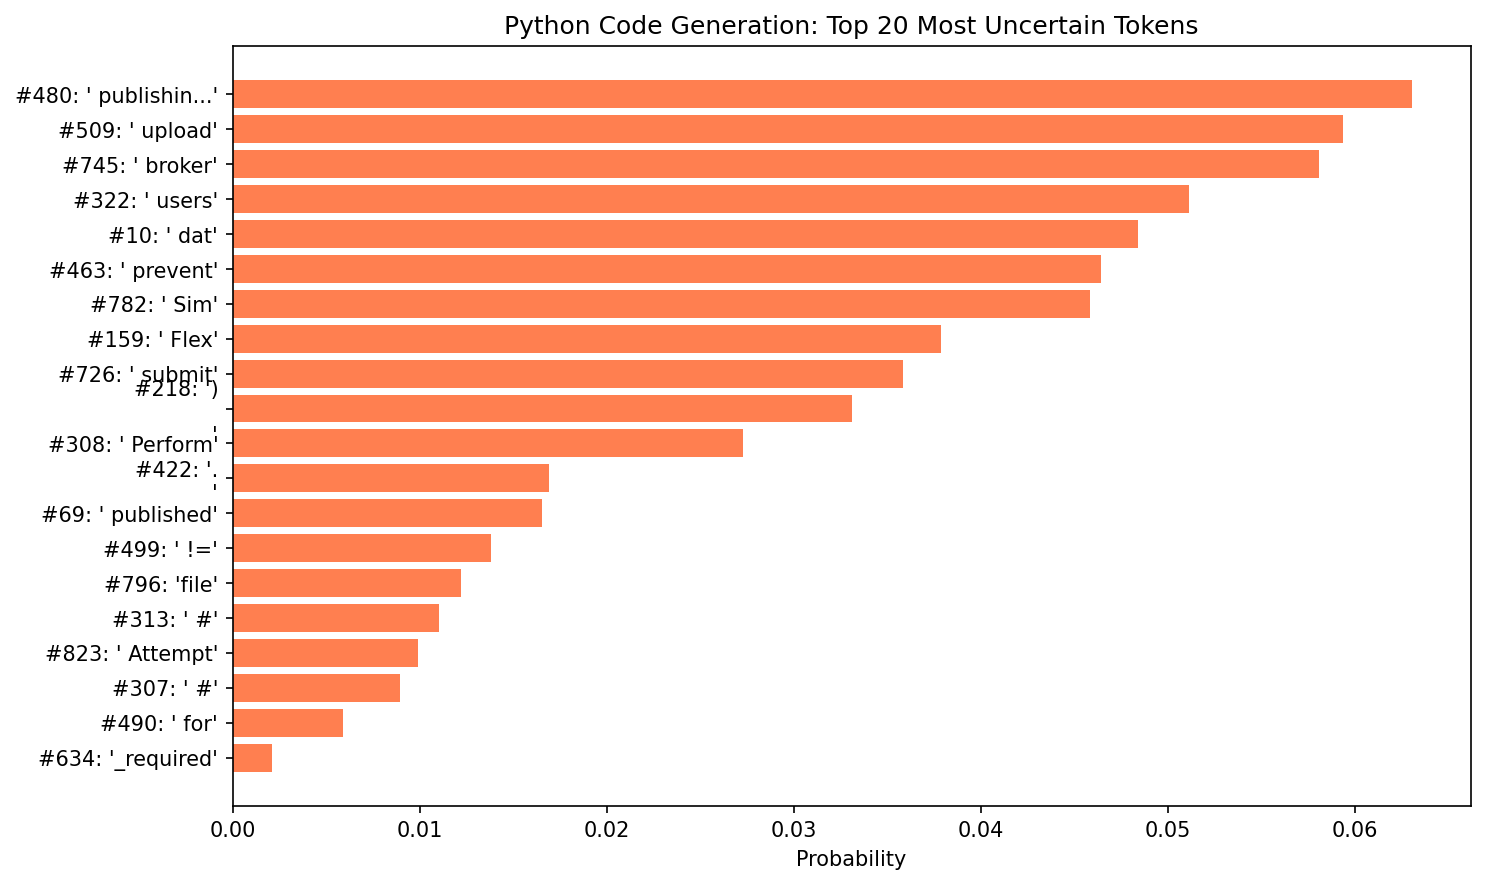 Python Code Generation: Top 20 Most Uncertain Tokens
#480: ' publishin...'
#509: ' upload'
#745: ' broker'
#322: ' users'
#10: ' dat'
#463: ' prevent'
#782: ' Sim'
#159: ' Flex'
#726: ' submit'
#218: ')
'
#308: ' Perform'
#422: '.
'
#69: ' published'
#499: ' !='
#796: 'file'
#313: ' #'
#823: ' Attempt'
#307: ' #'
#490: ' for'
#634: '_required'
0.00 0.01 0.02 0.03 0.04 0.05 0.06
Probability